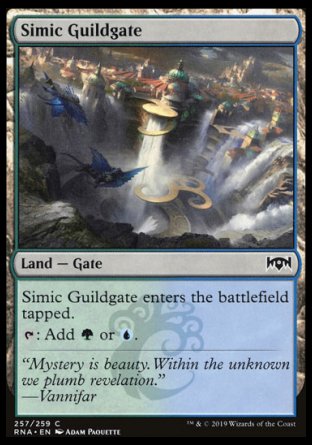 Simic Guildgate
Land — Gate
Simic Guildgate enters the battlefield
tapped.
: Add or .
“Mystery is beauty. Within the unknown
we plumb revelation.”
—Vannifar
257/259 C
RNA • EN Adam Paquette
™ & © 2019 Wizards of the Coast